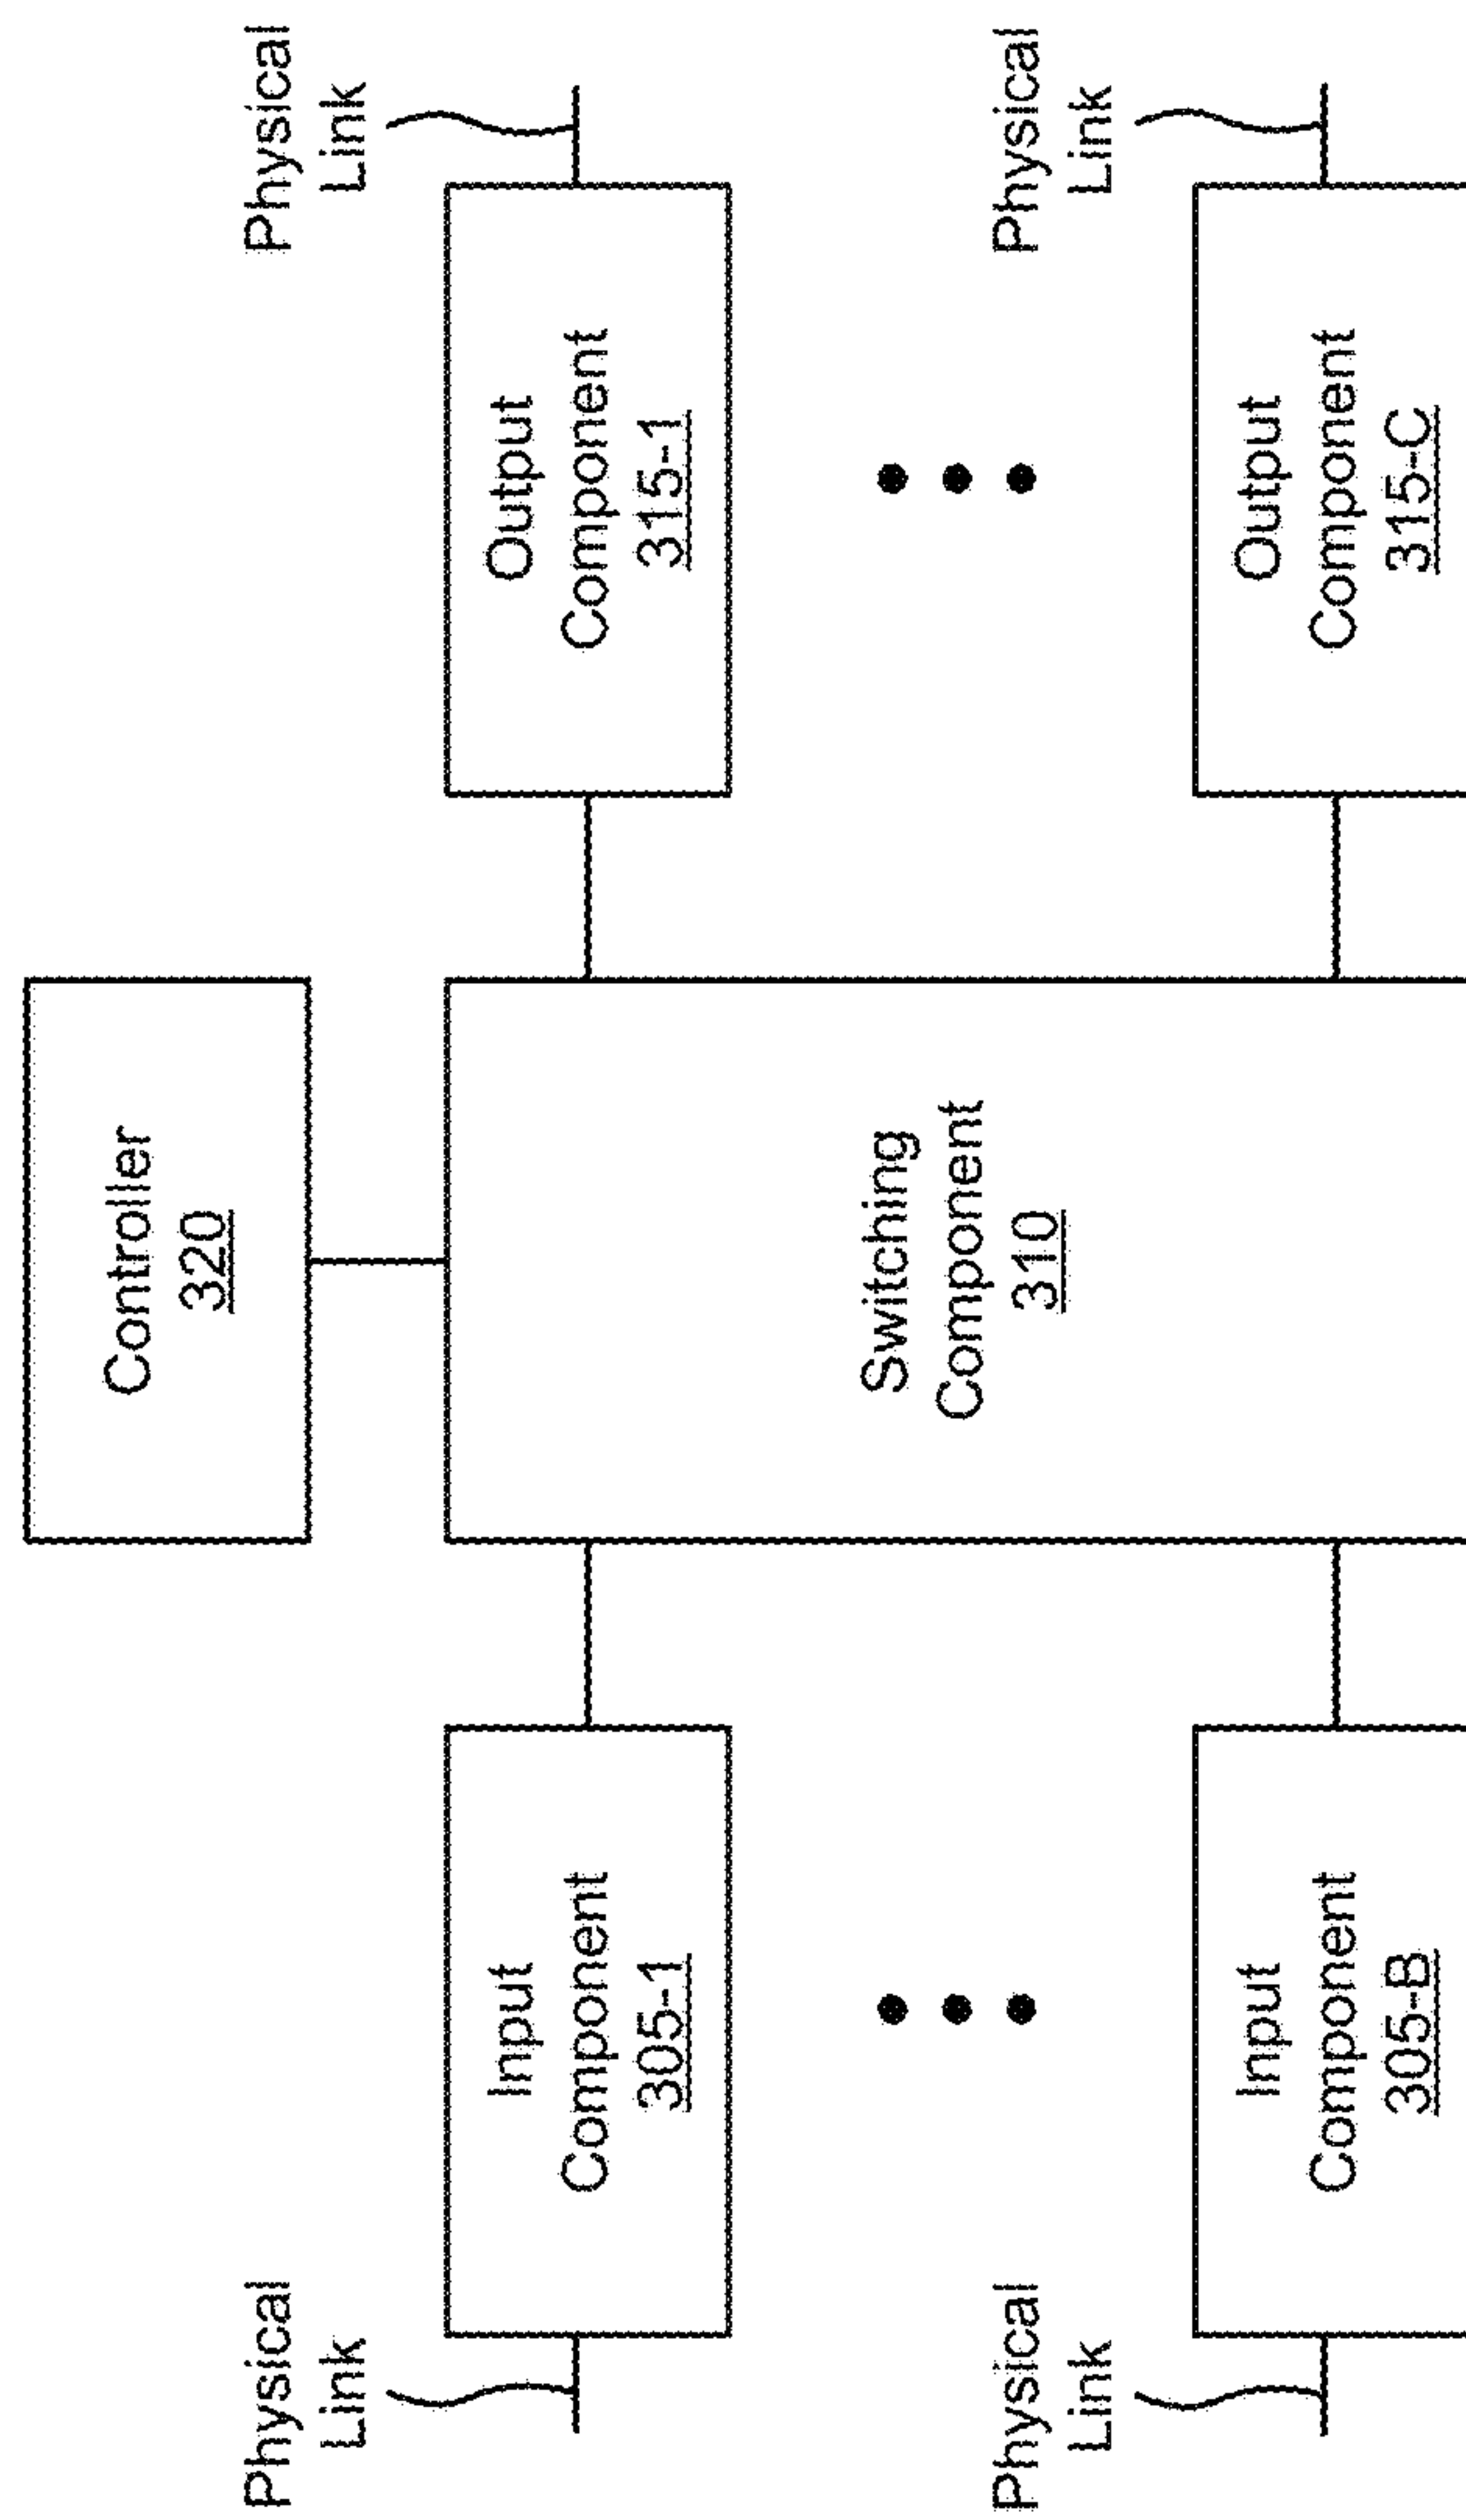 Controller
320
Physical
Link
Physical
Link
Input
Component
305-1
Output
Component
315-1
Switching
Component
310
Physical
Link
Physical
Link
Input
Component
305-B
Output
Component
315-C